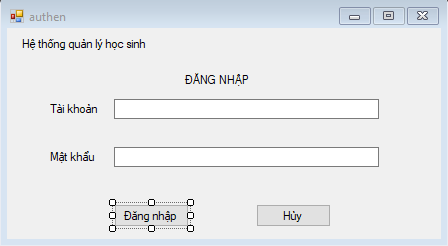 authen
Hệ thống quản lý học sinh
ĐĂNG NHẬP
Tài khoản
Mật khẩu
Đăng nhập
Hủy